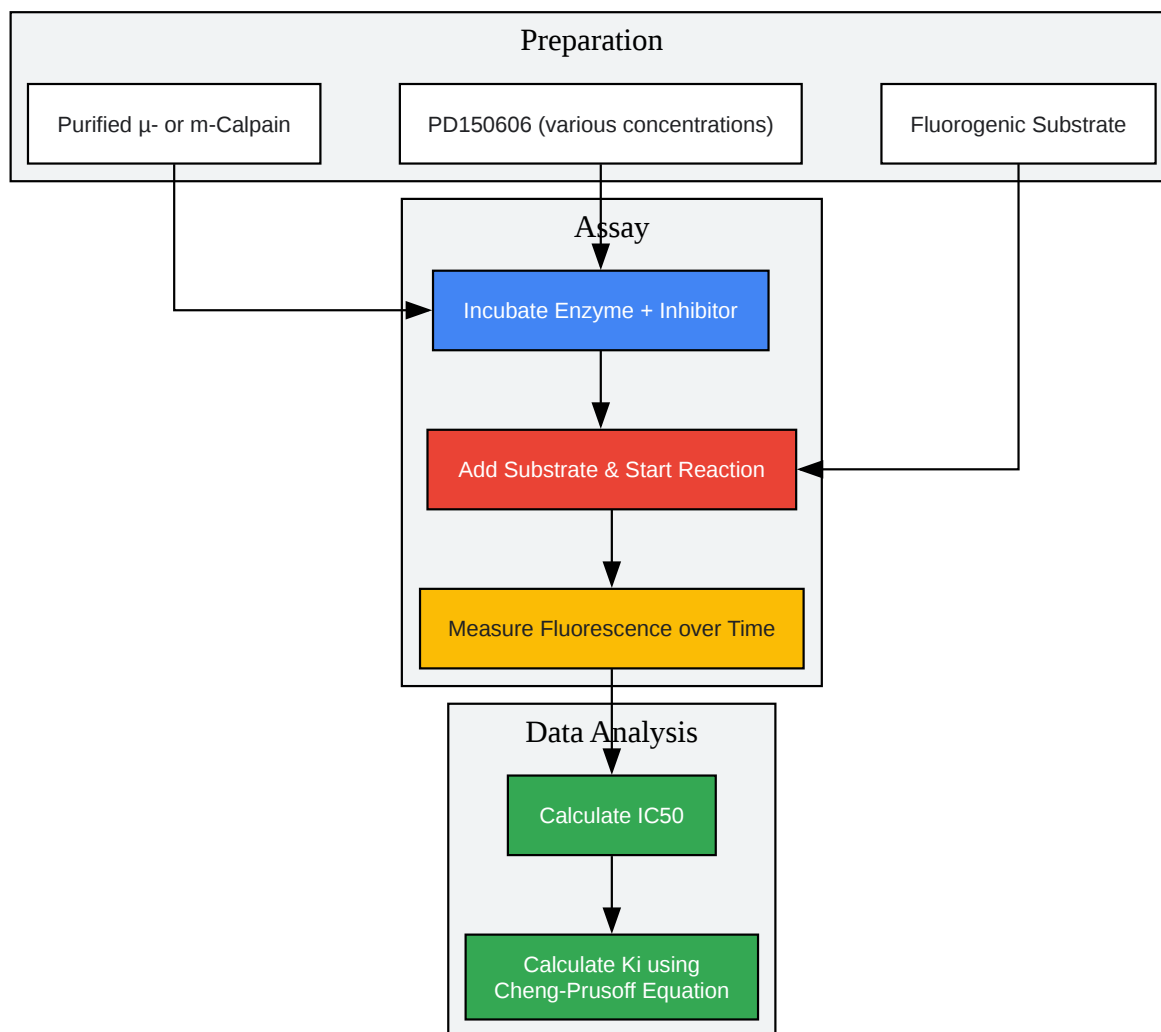 Preparation
Purified µ- or m-Calpain
PD150606 (various concentrations)
Fluorogenic Substrate
Assay
Incubate Enzyme + Inhibitor
Add Substrate & Start Reaction
Measure Fluorescence over Time
Data Analysis
Calculate IC50
Calculate Ki using
Cheng-Prusoff Equation